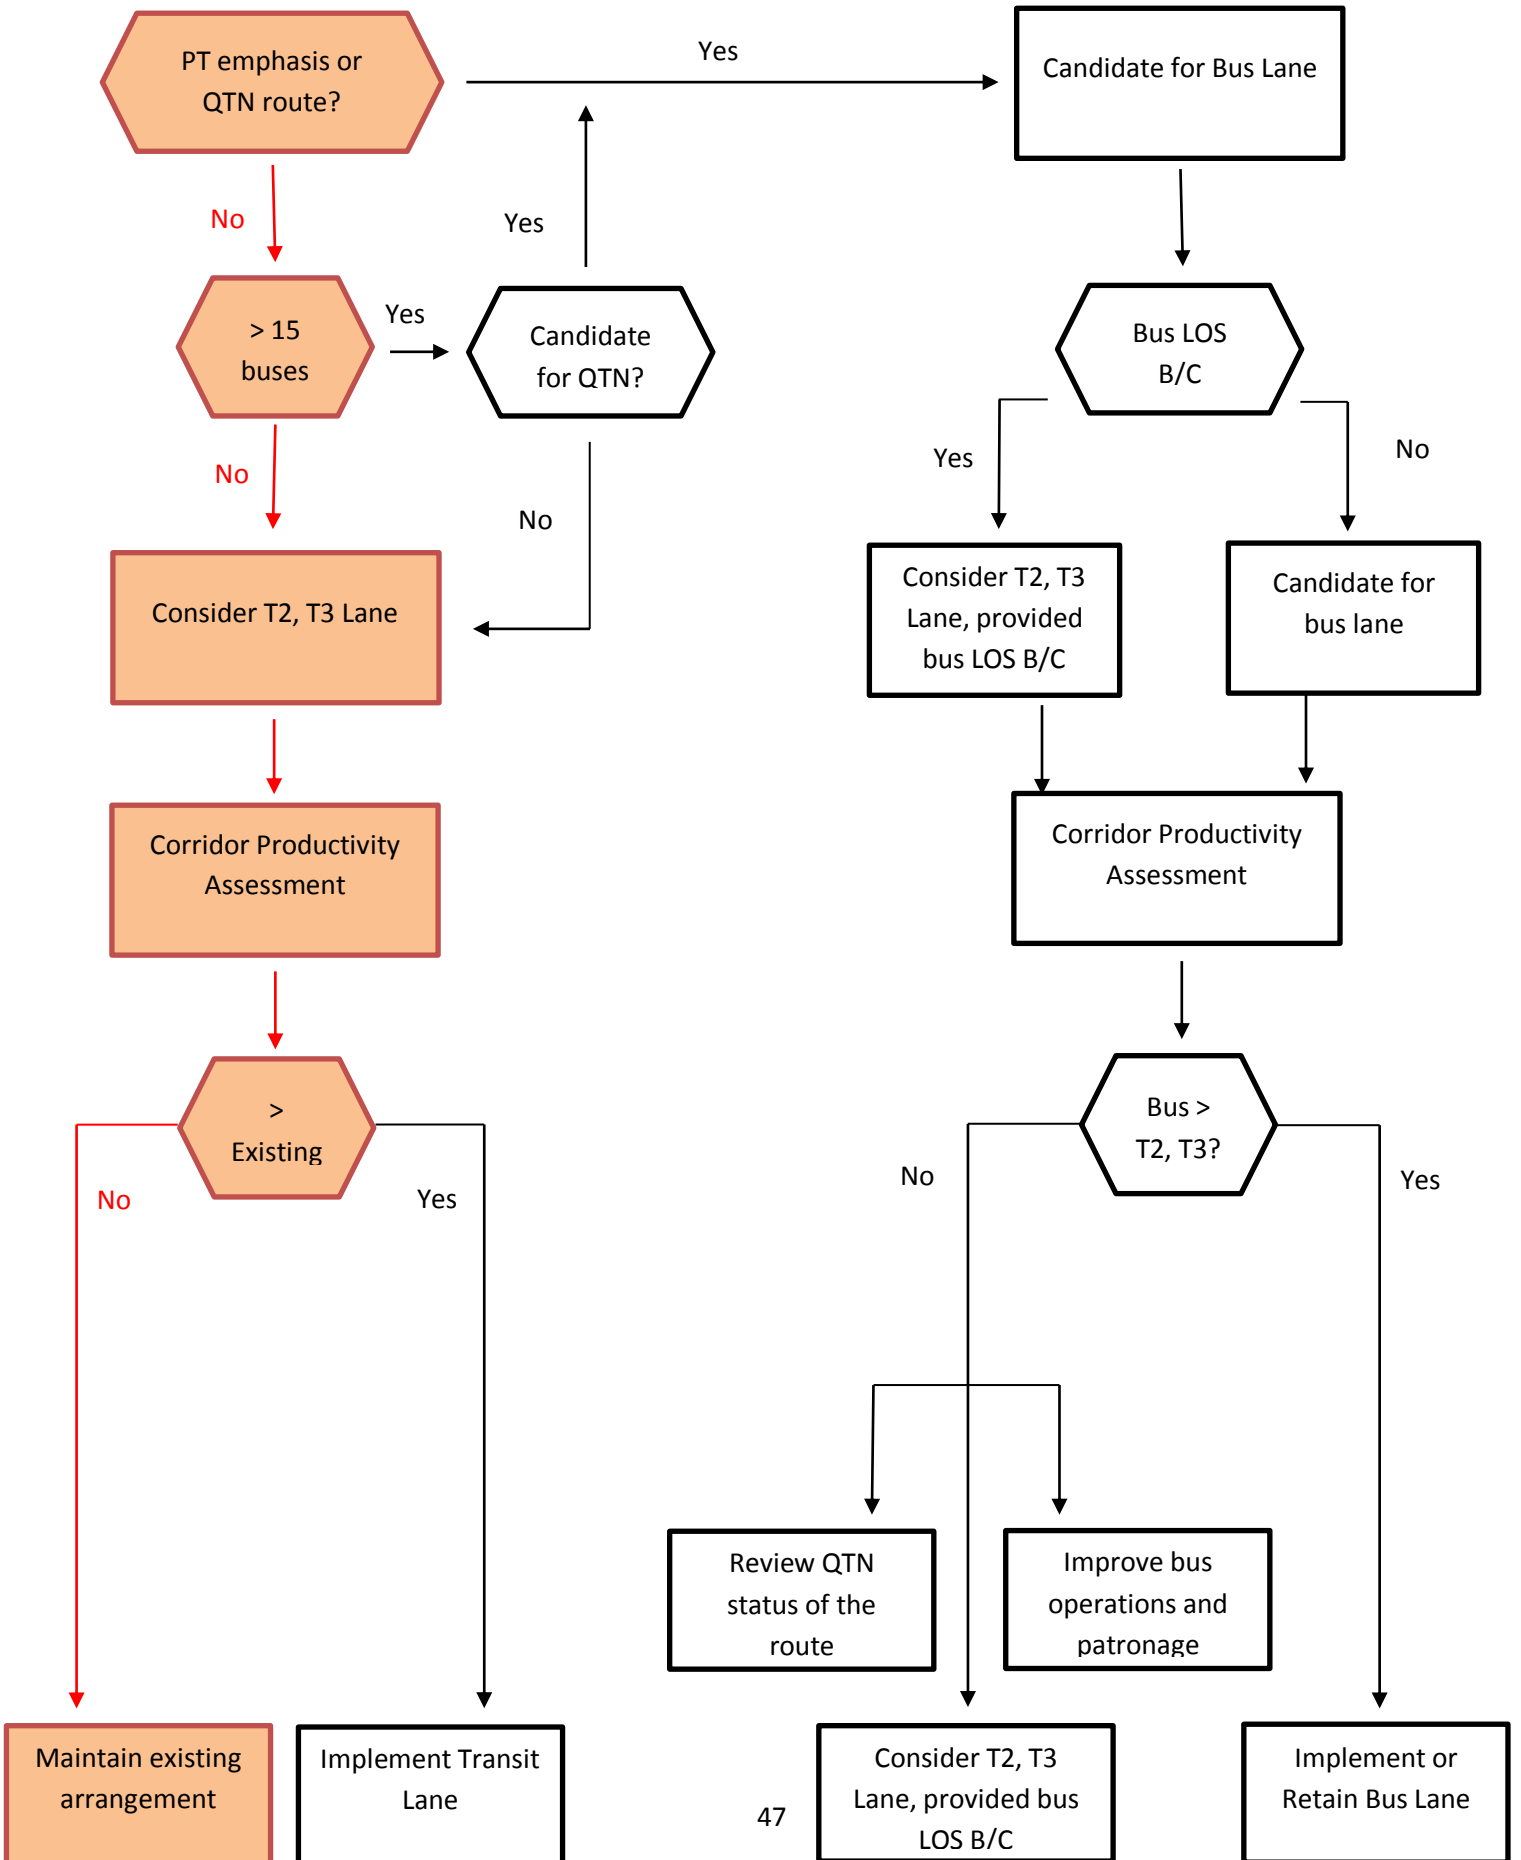 PT emphasis or
QTN route?
Yes
Candidate for Bus Lane
No
Yes
> 15
buses
Yes
Candidate
for QTN?
Bus LOS
B/C
No
No
Yes
No
Consider T2, T3 Lane
Consider T2, T3
Lane, provided
bus LOS B/C
Candidate for
bus lane
Corridor Productivity
Assessment
Corridor Productivity
Assessment
>
Existing
Bus >
T2, T3?
No
Yes
No
Yes
Review QTN
status of the
route
Improve bus
operations and
patronage
Maintain existing
arrangement
Implement Transit
Lane
Consider T2, T3
Lane, provided bus
LOS B/C
Implement or
Retain Bus Lane
47